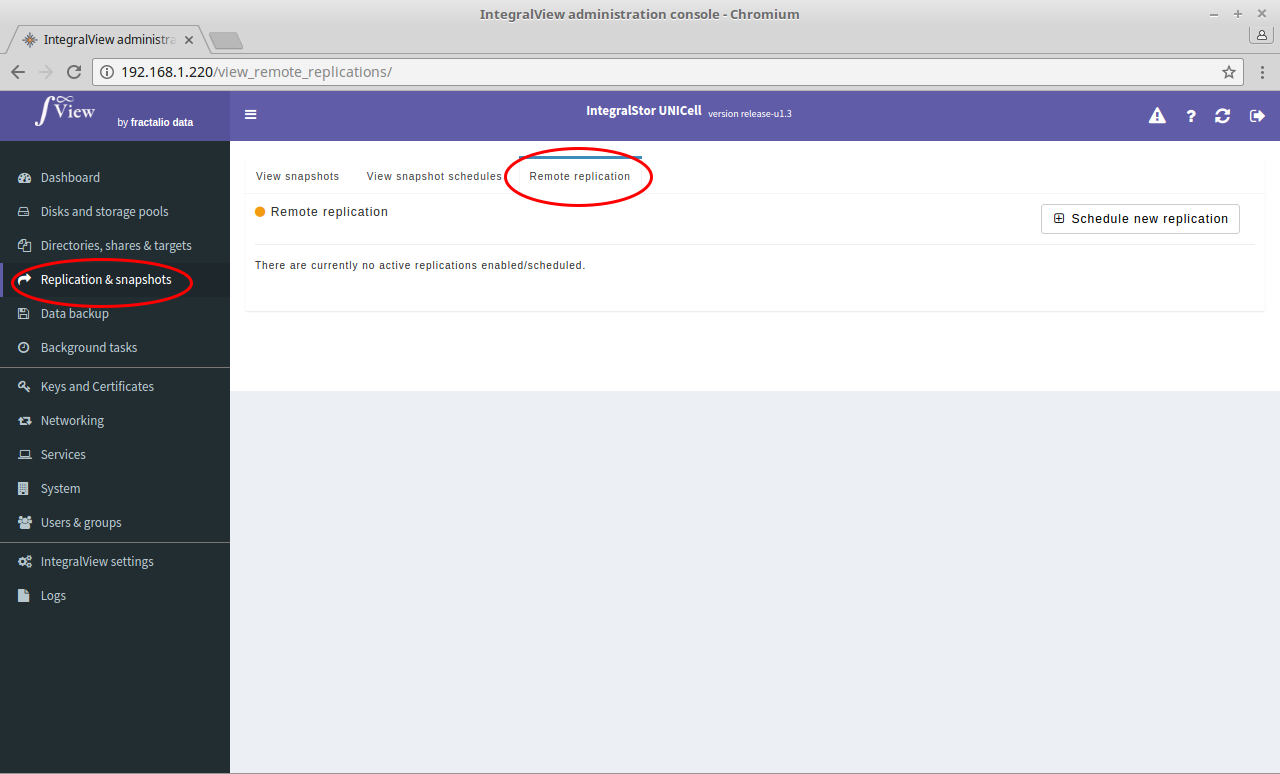 IntegralView administration console - Chromium
IntegralView administra
192.168.1.220/view_remote_replications/
View
by fractalio data
IntegralStor UNICell version release-u1.3
Dashboard
Disks and storage pools
Directories, shares & targets
Replication & snapshots
Data backup
Background tasks
Keys and Certificates
Networking
Services
System
Users & groups
IntegralView settings
Logs
View snapshots
View snapshot schedules
Remote replication
Remote replication
Schedule new replication
There are currently no active replications enabled/scheduled.